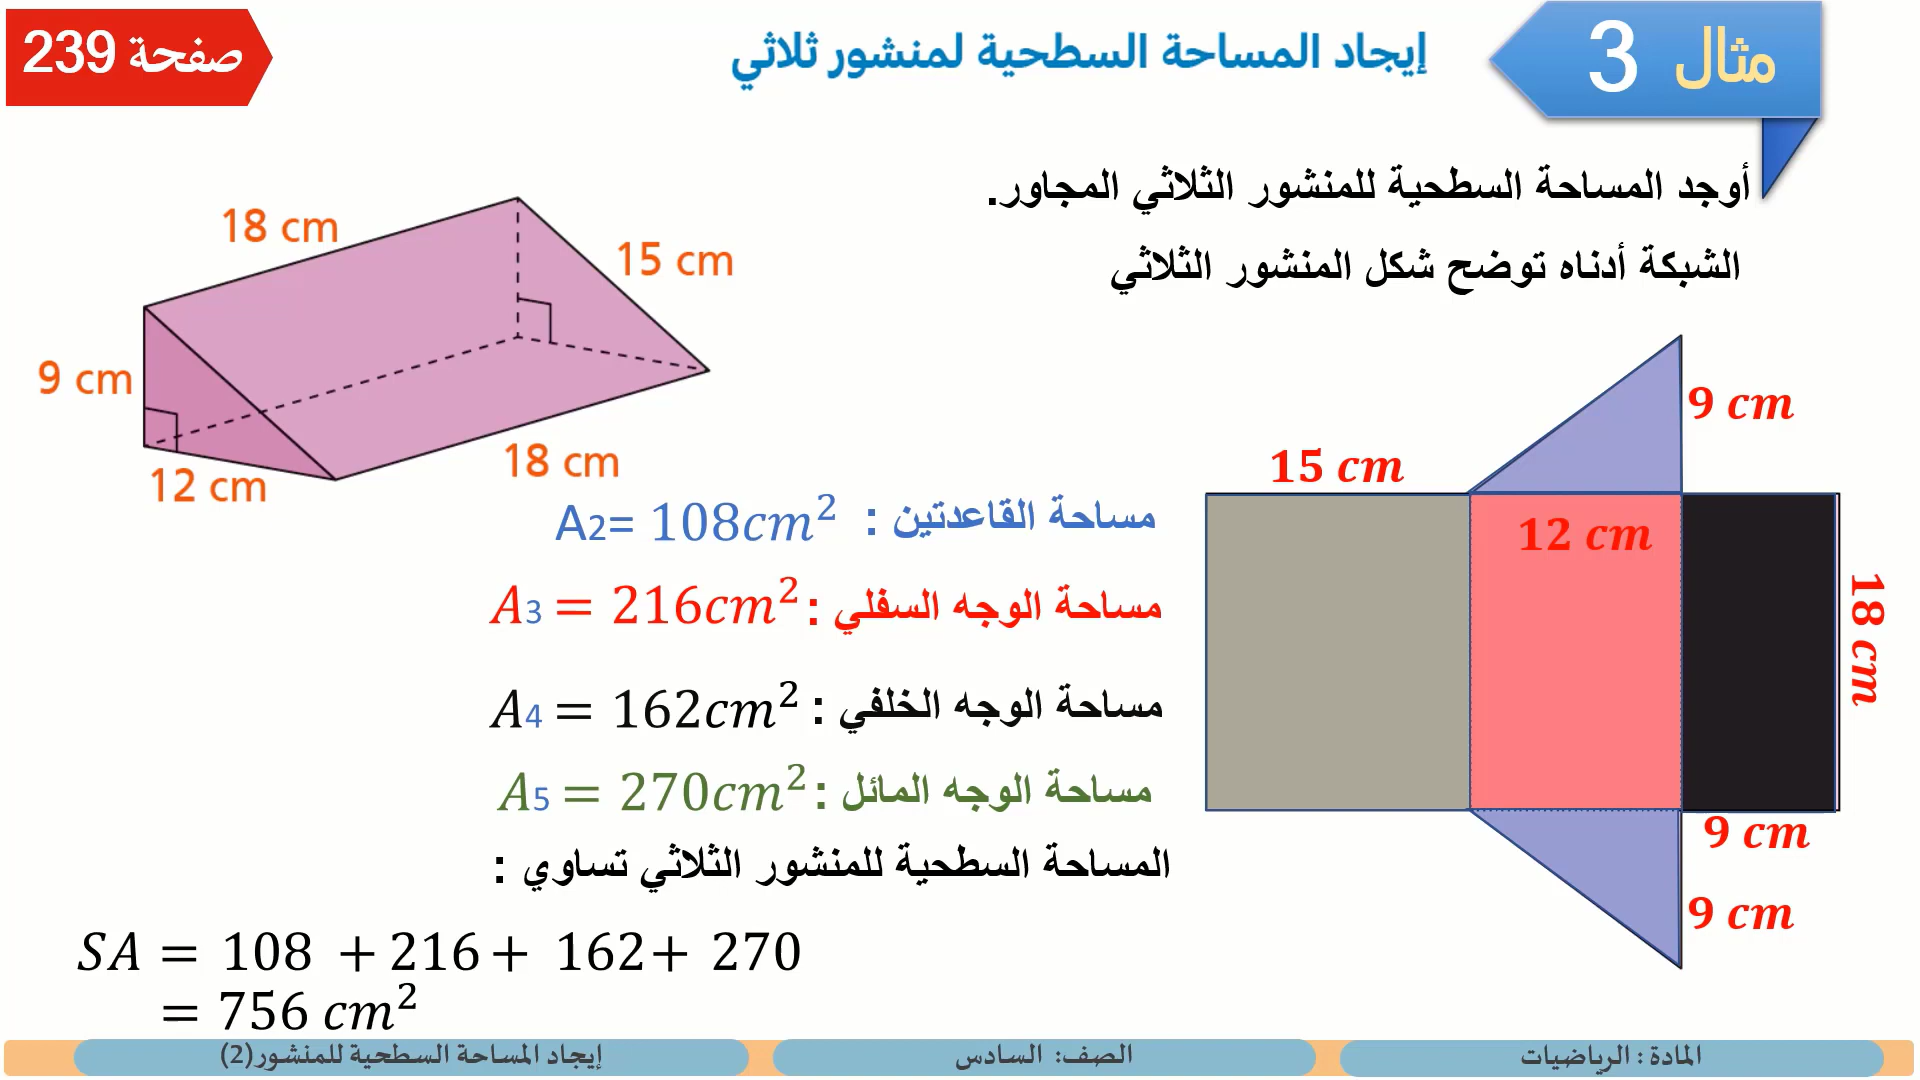 مثال 3
إيجاد المساحة السطحية لمنشور ثلاثي
صفحة 239
أوجد المساحة السطحية للمنشور الثلاثي المجاور.
الشبكة أدناه توضح شكل المنشور الثلاثي
18 cm
15 cm
9 cm
18 cm
12 cm
9 cm
15 cm
12 cm
18 cm
9 cm
9 cm
مساحة القاعدتين : A2= 108cm²
مساحة الوجه السفلي : A3 = 216cm²
مساحة الوجه الخلفي : A4 = 162cm²
مساحة الوجه المائل : A5 = 270cm²
المساحة السطحية للمنشور الثلاثي تساوي :
SA = 108 +216+ 162+ 270
= 756 cm²
المادة : الرياضيات
الصف: السادس
إيجاد المساحة السطحية للمنشور(2)